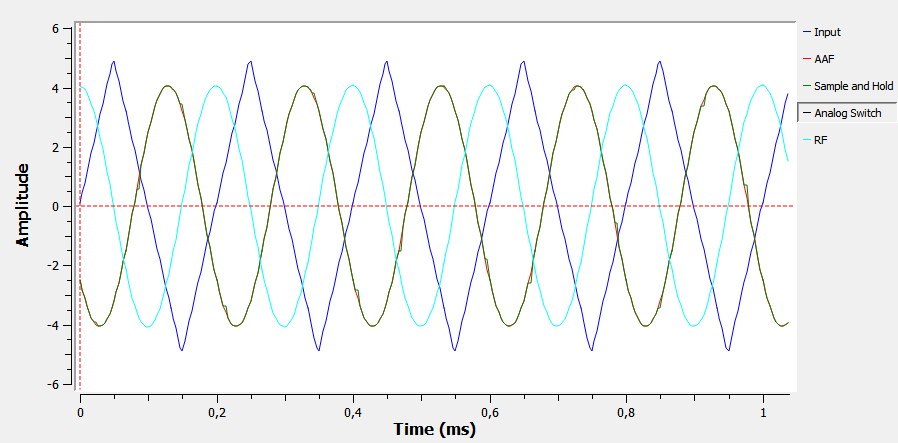 6
4
2
0
-2
-4
-6
Amplitude
0
0,2
0,4
0,6
0,8
1
Time (ms)
Input
AAF
Sample and Hold
Analog Switch
RF